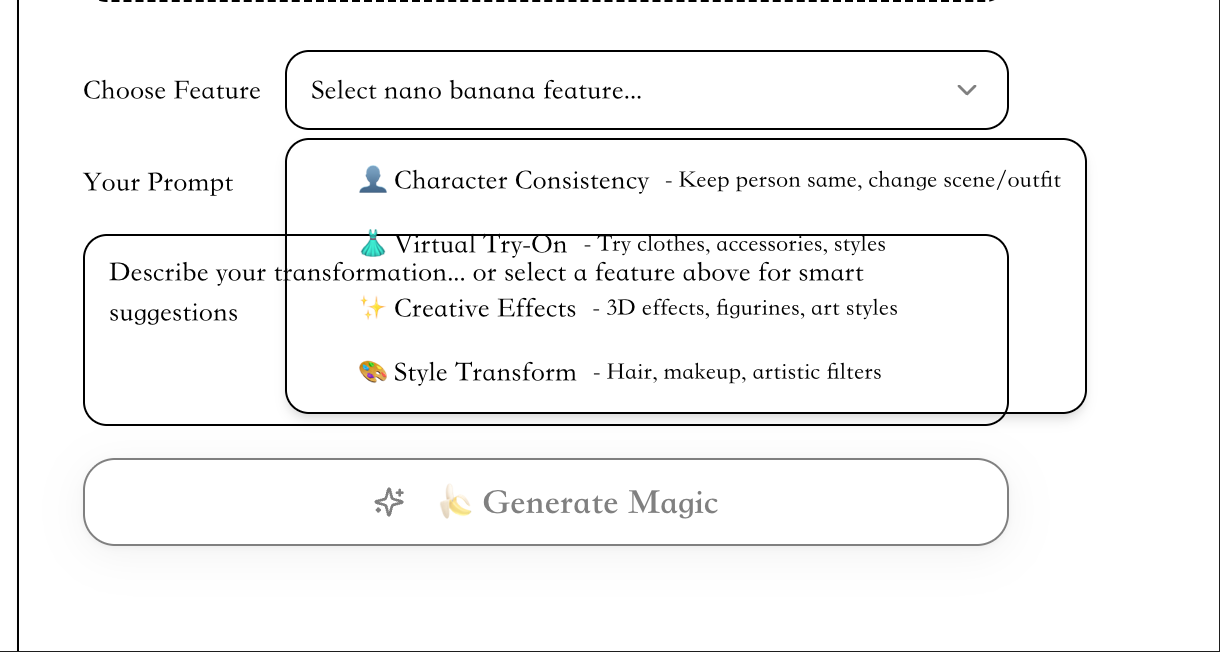 Choose Feature
Select nano banana feature...
Your Prompt
👤 Character Consistency - Keep person same, change scene/outfit
👗 Virtual Try-On - Try clothes, accessories, styles
Describe your transformation... or select a feature above for smart
suggestions
✨ Creative Effects - 3D effects, figurines, art styles
🎨 Style Transform - Hair, makeup, artistic filters
🍌 Generate Magic